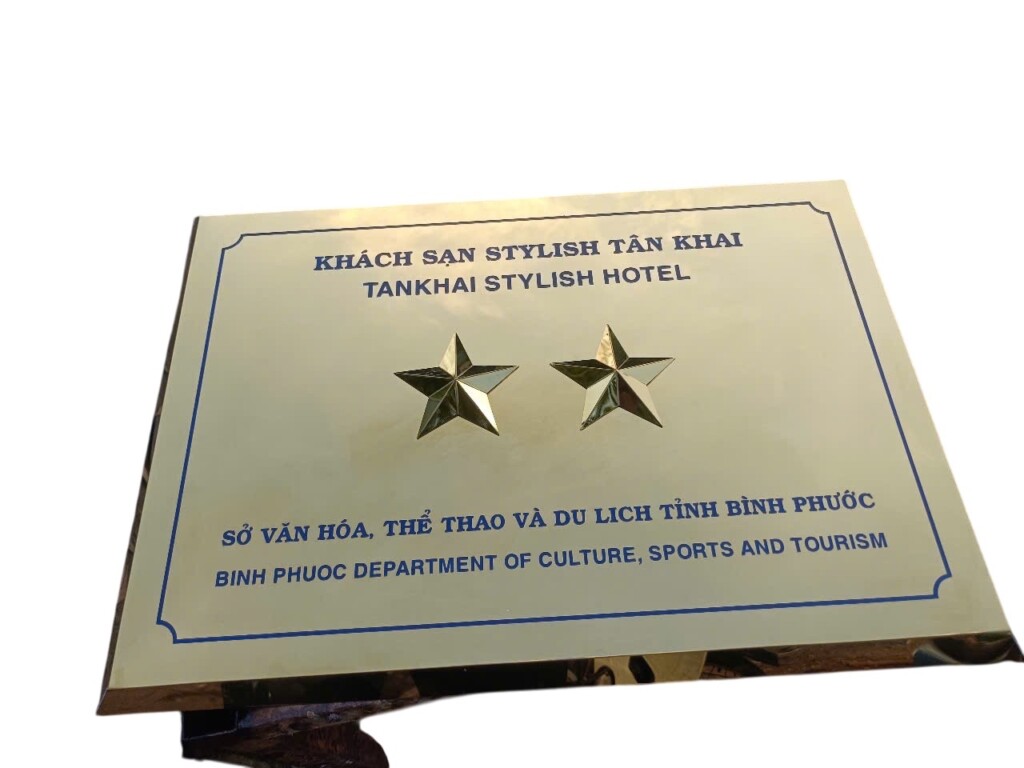 KHÁCH SẠN STYLISH TÂN KHAI
TANKHAI STYLISH HOTEL
SỞ VĂN HÓA, THỂ THAO VÀ DU LICH TỈNH BÌNH PHƯỚC
BINH PHUOC DEPARTMENT OF CULTURE, SPORTS AND TOURISM